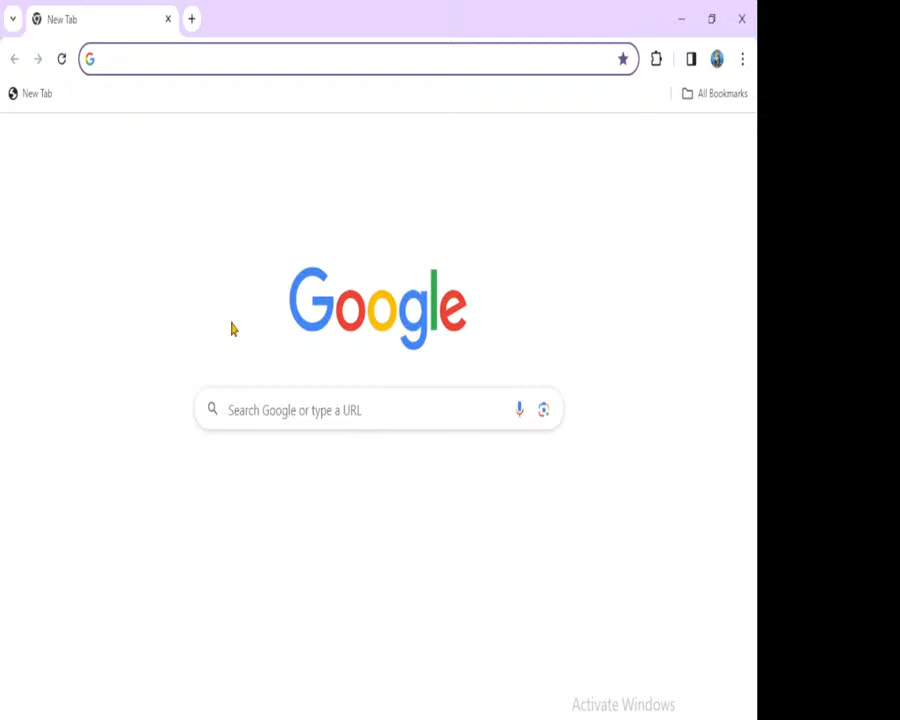 New Tab
New Tab
All Bookmarks
Google
Search Google or type a URL
Activate Windows